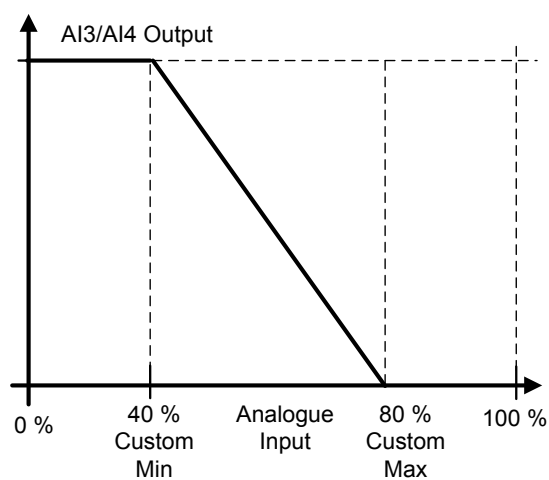 AI3/AI4 Output
0 %
40 %
Custom
Min
Analogue
Input
80 %
Custom
Max
100 %